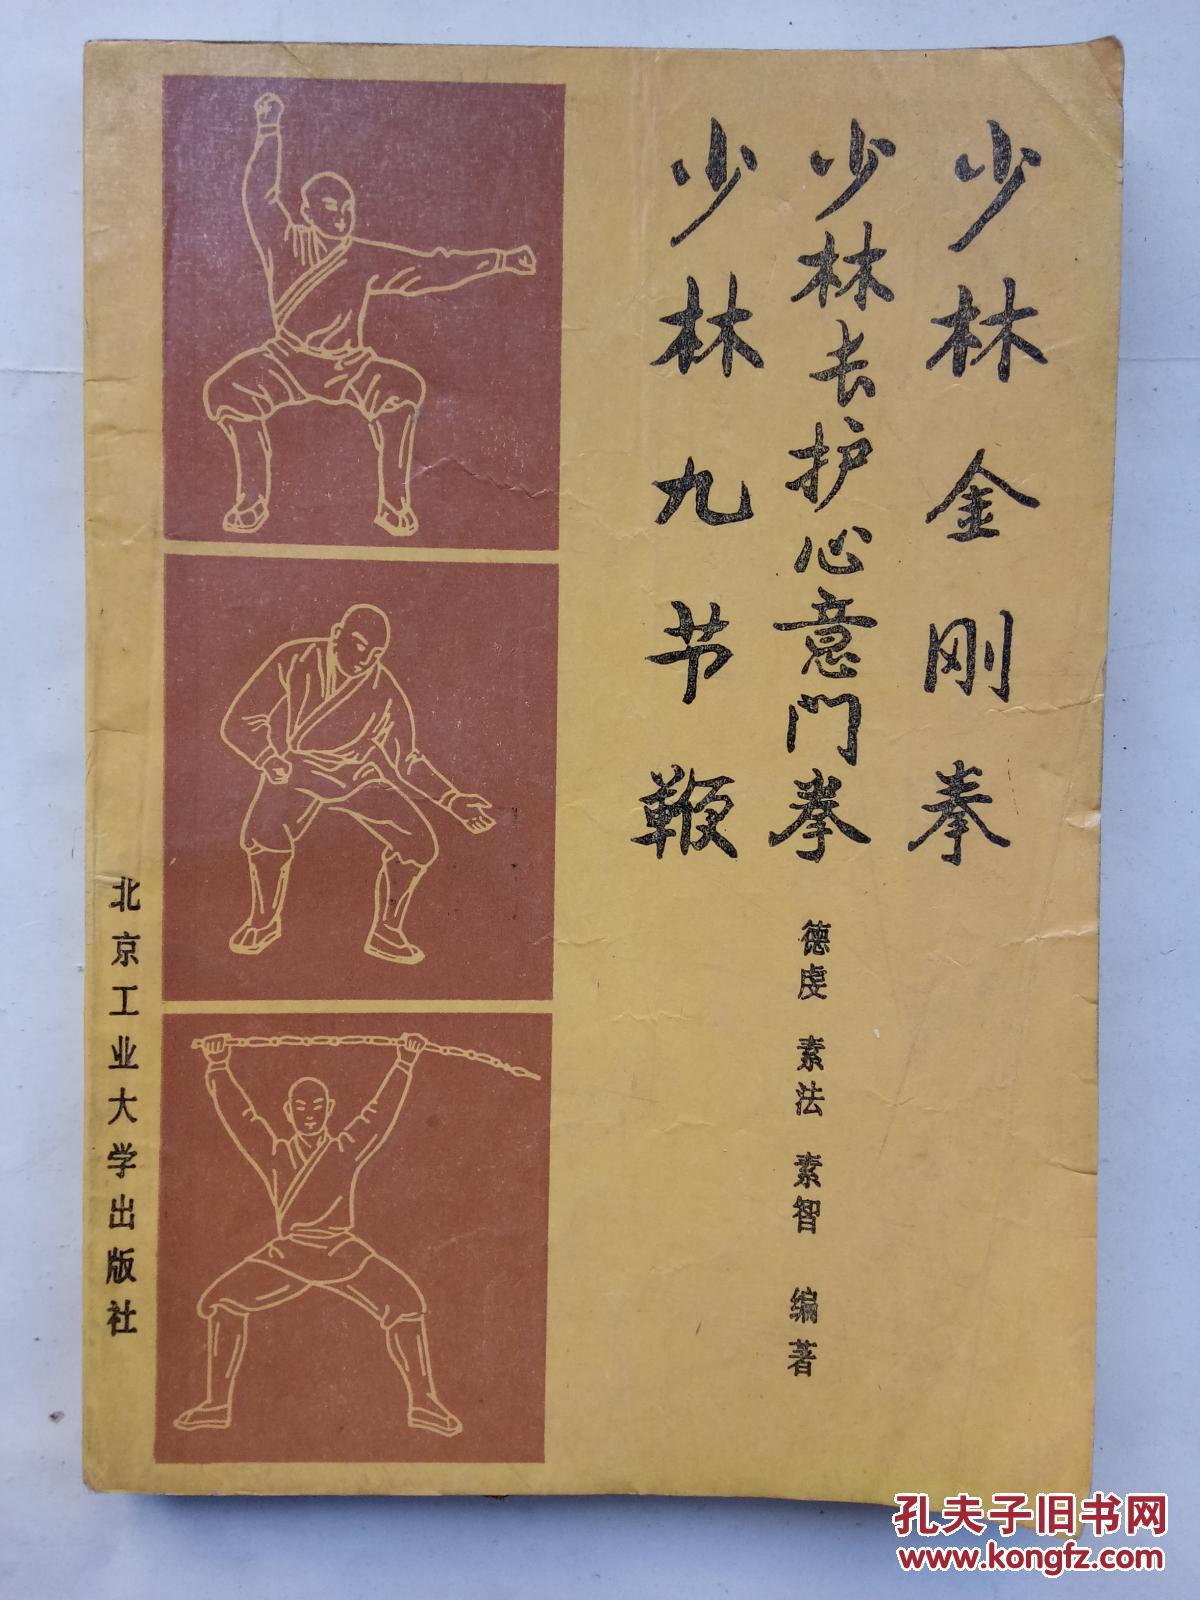 少林金刚拳
少林长护心意门拳
少林九节鞭
德虔 素法 素智 编著
北京工业大学出版社
孔夫子旧书网
www.kongfz.com